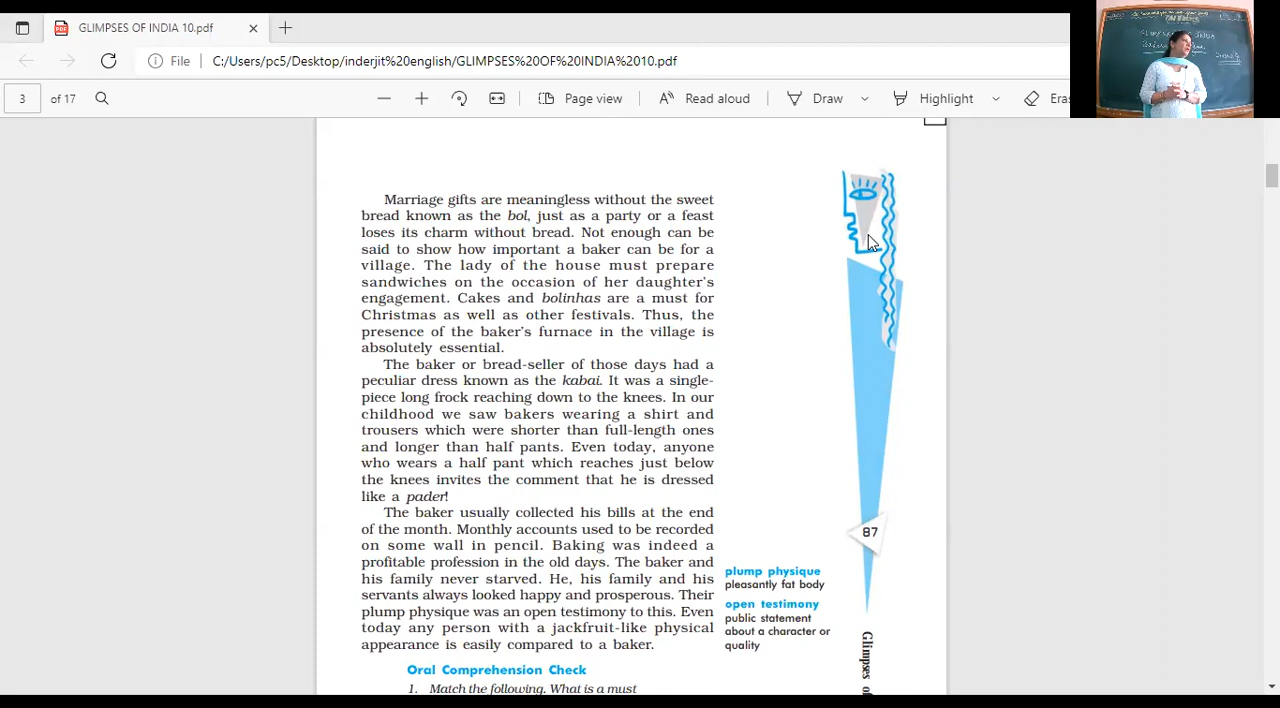 GLIMPSES OF INDIA 10.pdf
File C:/Users/pc5/Desktop/inderjit%20english/GLIMPSES%20OF%20INDIA%2010.pdf
3 of 17 Page view Read aloud Draw Highlight Eras
Marriage gifts are meaningless without the sweet
bread known as the bol, just as a party or a feast
loses its charm without bread. Not enough can be
said to show how important a baker can be for a
village. The lady of the house must prepare
sandwiches on the occasion of her daughter's
engagement. Cakes and bolinhas are a must for
Christmas as well as other festivals. Thus, the
presence of the baker's furnace in the village is
absolutely essential.
The baker or bread-seller of those days had a
peculiar dress known as the kabai. It was a single-
piece long frock reaching down to the knees. In our
childhood we saw bakers wearing a shirt and
trousers which were shorter than full-length ones
and longer than half pants. Even today, anyone
who wears a half pant which reaches just below
the knees invites the comment that he is dressed
like a pader!
The baker usually collected his bills at the end
of the month. Monthly accounts used to be recorded
on some wall in pencil. Baking was indeed a
profitable profession in the old days. The baker and
his family never starved. He, his family and his
servants always looked happy and prosperous. Their
plump physique was an open testimony to this. Even
today any person with a jackfruit-like physical
appearance is easily compared to a baker.
plump physique
pleasantly fat body
open testimony
public statement
about a character or
quality
87
Glimpses of
Oral Comprehension Check
1. Match the following. What is a must